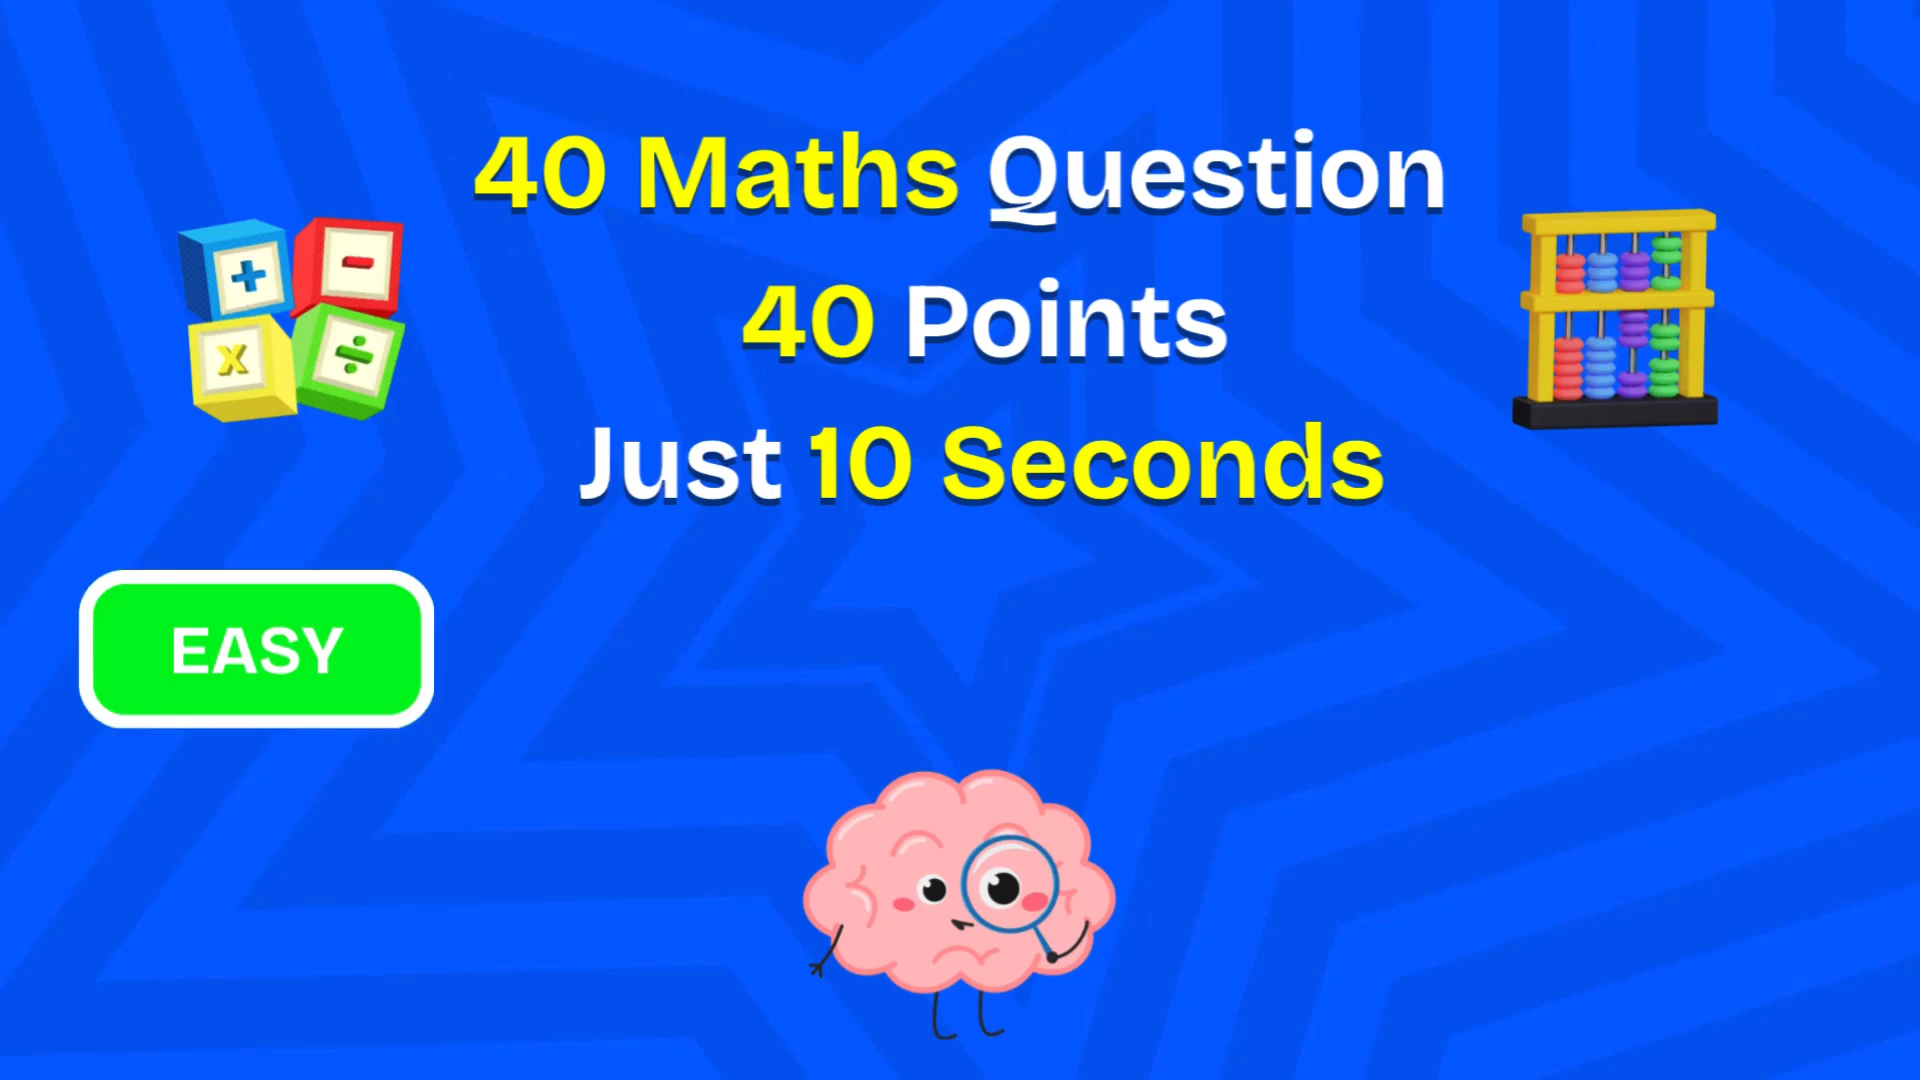 40 Maths Question
40 Points
Just 10 Seconds
+ -
x ÷
EASY